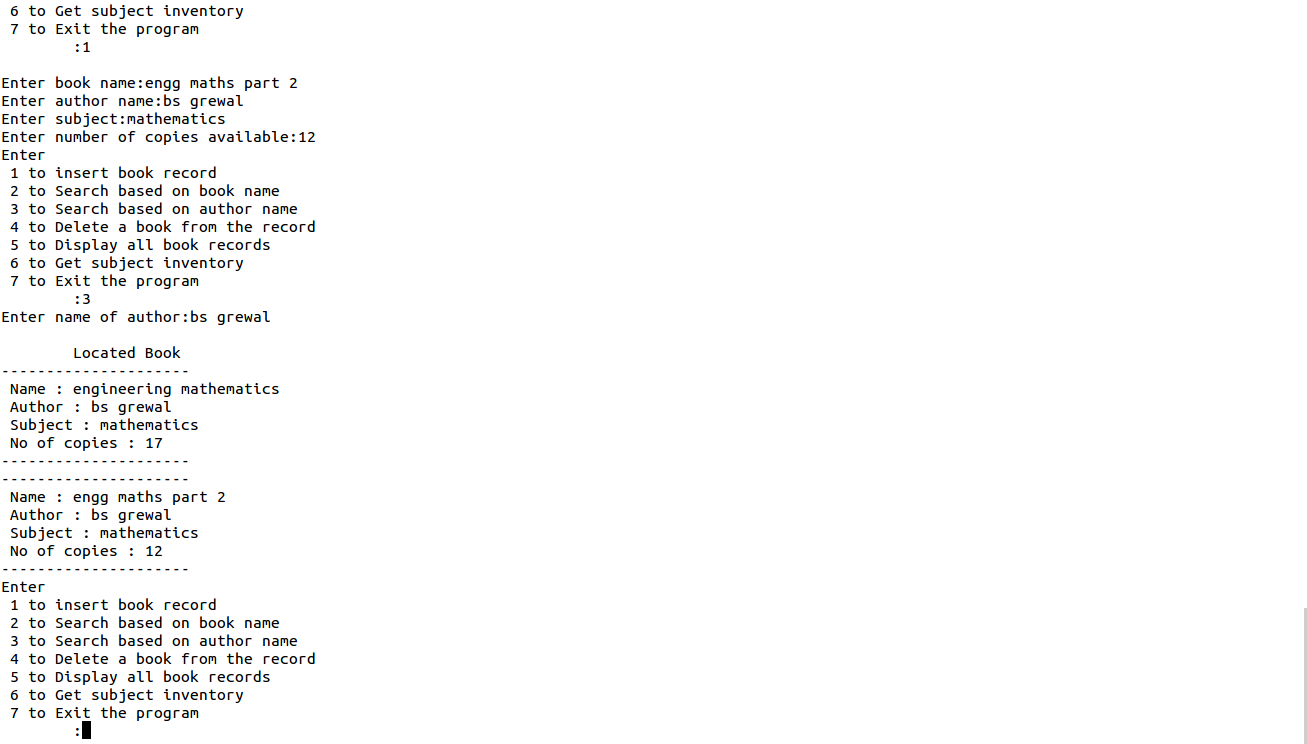 6 to Get subject inventory
7 to Exit the program
:1
Enter book name:engg maths part 2
Enter author name:bs grewal
Enter subject:mathematics
Enter number of copies available:12
Enter
1 to insert book record
2 to Search based on book name
3 to Search based on author name
4 to Delete a book from the record
5 to Display all book records
6 to Get subject inventory
7 to Exit the program
:3
Enter name of author:bs grewal
Located Book
---------------------
Name : engineering mathematics
Author : bs grewal
Subject : mathematics
No of copies : 17
---------------------
---------------------
Name : engg maths part 2
Author : bs grewal
Subject : mathematics
No of copies : 12
---------------------
Enter
1 to insert book record
2 to Search based on book name
3 to Search based on author name
4 to Delete a book from the record
5 to Display all book records
6 to Get subject inventory
7 to Exit the program
: